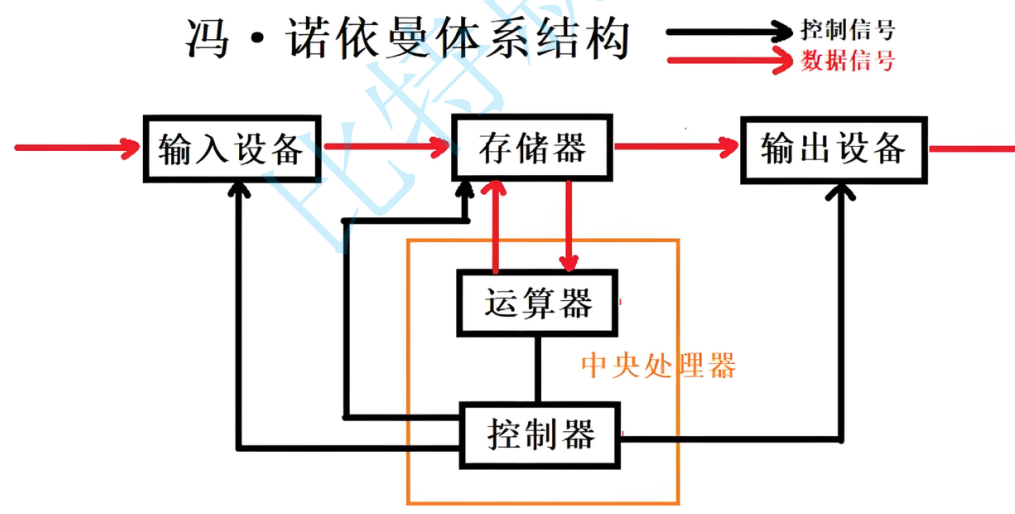 冯·诺依曼体系结构
控制信号
数据信号
输入设备
存储器
输出设备
运算器
中央处理器
控制器
比特